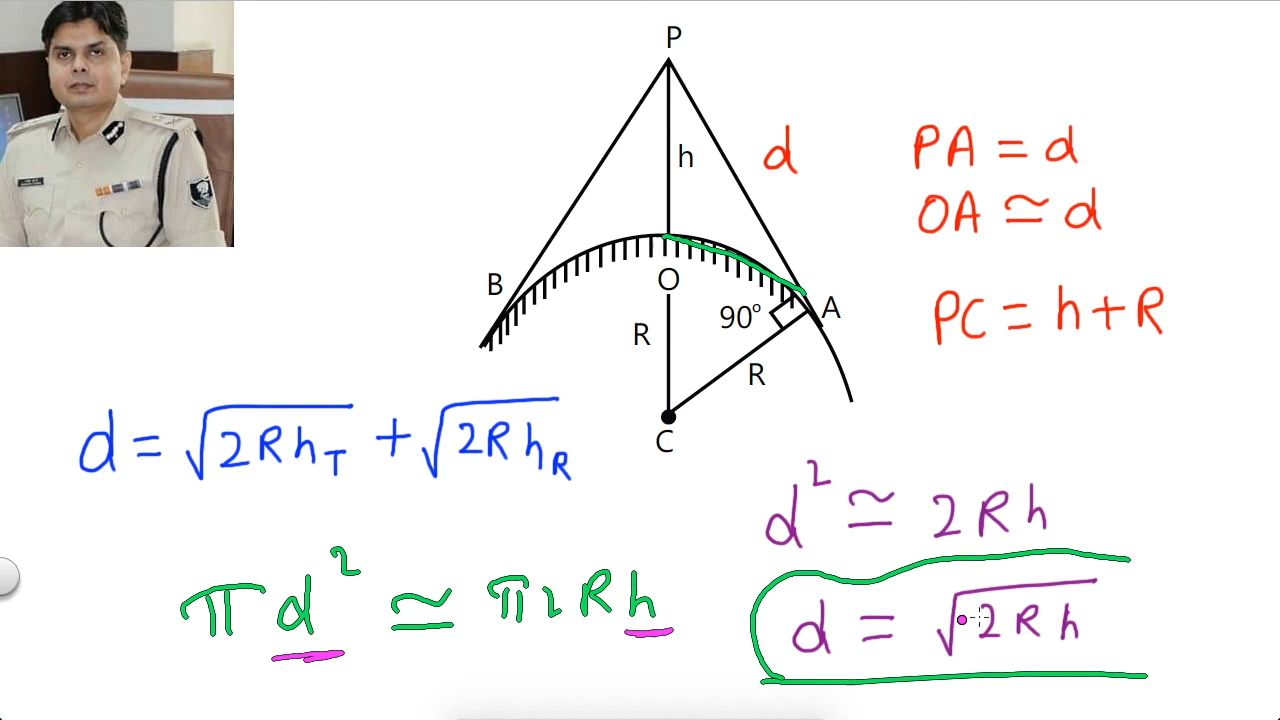 P
h
d
PA = d
OA ≃ d
B
O
90°
A
PC = h + R
R
R
C
d = √2Rh_T + √2Rh_R
d² ≃ 2Rh
πd² ≃ π2Rh
d = √2Rh